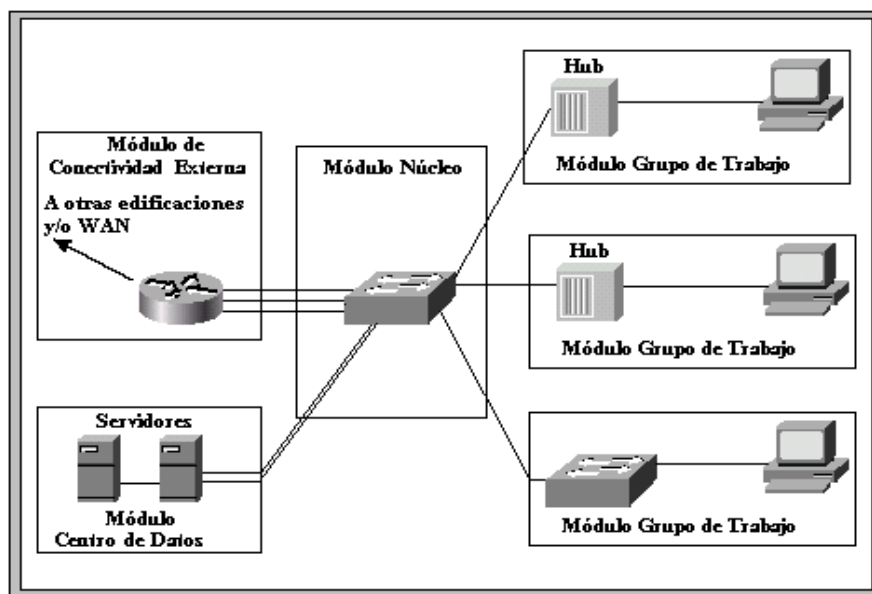 Módulo de
Conectividad Externa
A otras edificaciones
y/o WAN
Módulo Núcleo
Hub
Módulo Grupo de Trabajo
Hub
Módulo Grupo de Trabajo
Servidores
Módulo
Centro de Datos
Módulo Grupo de Trabajo